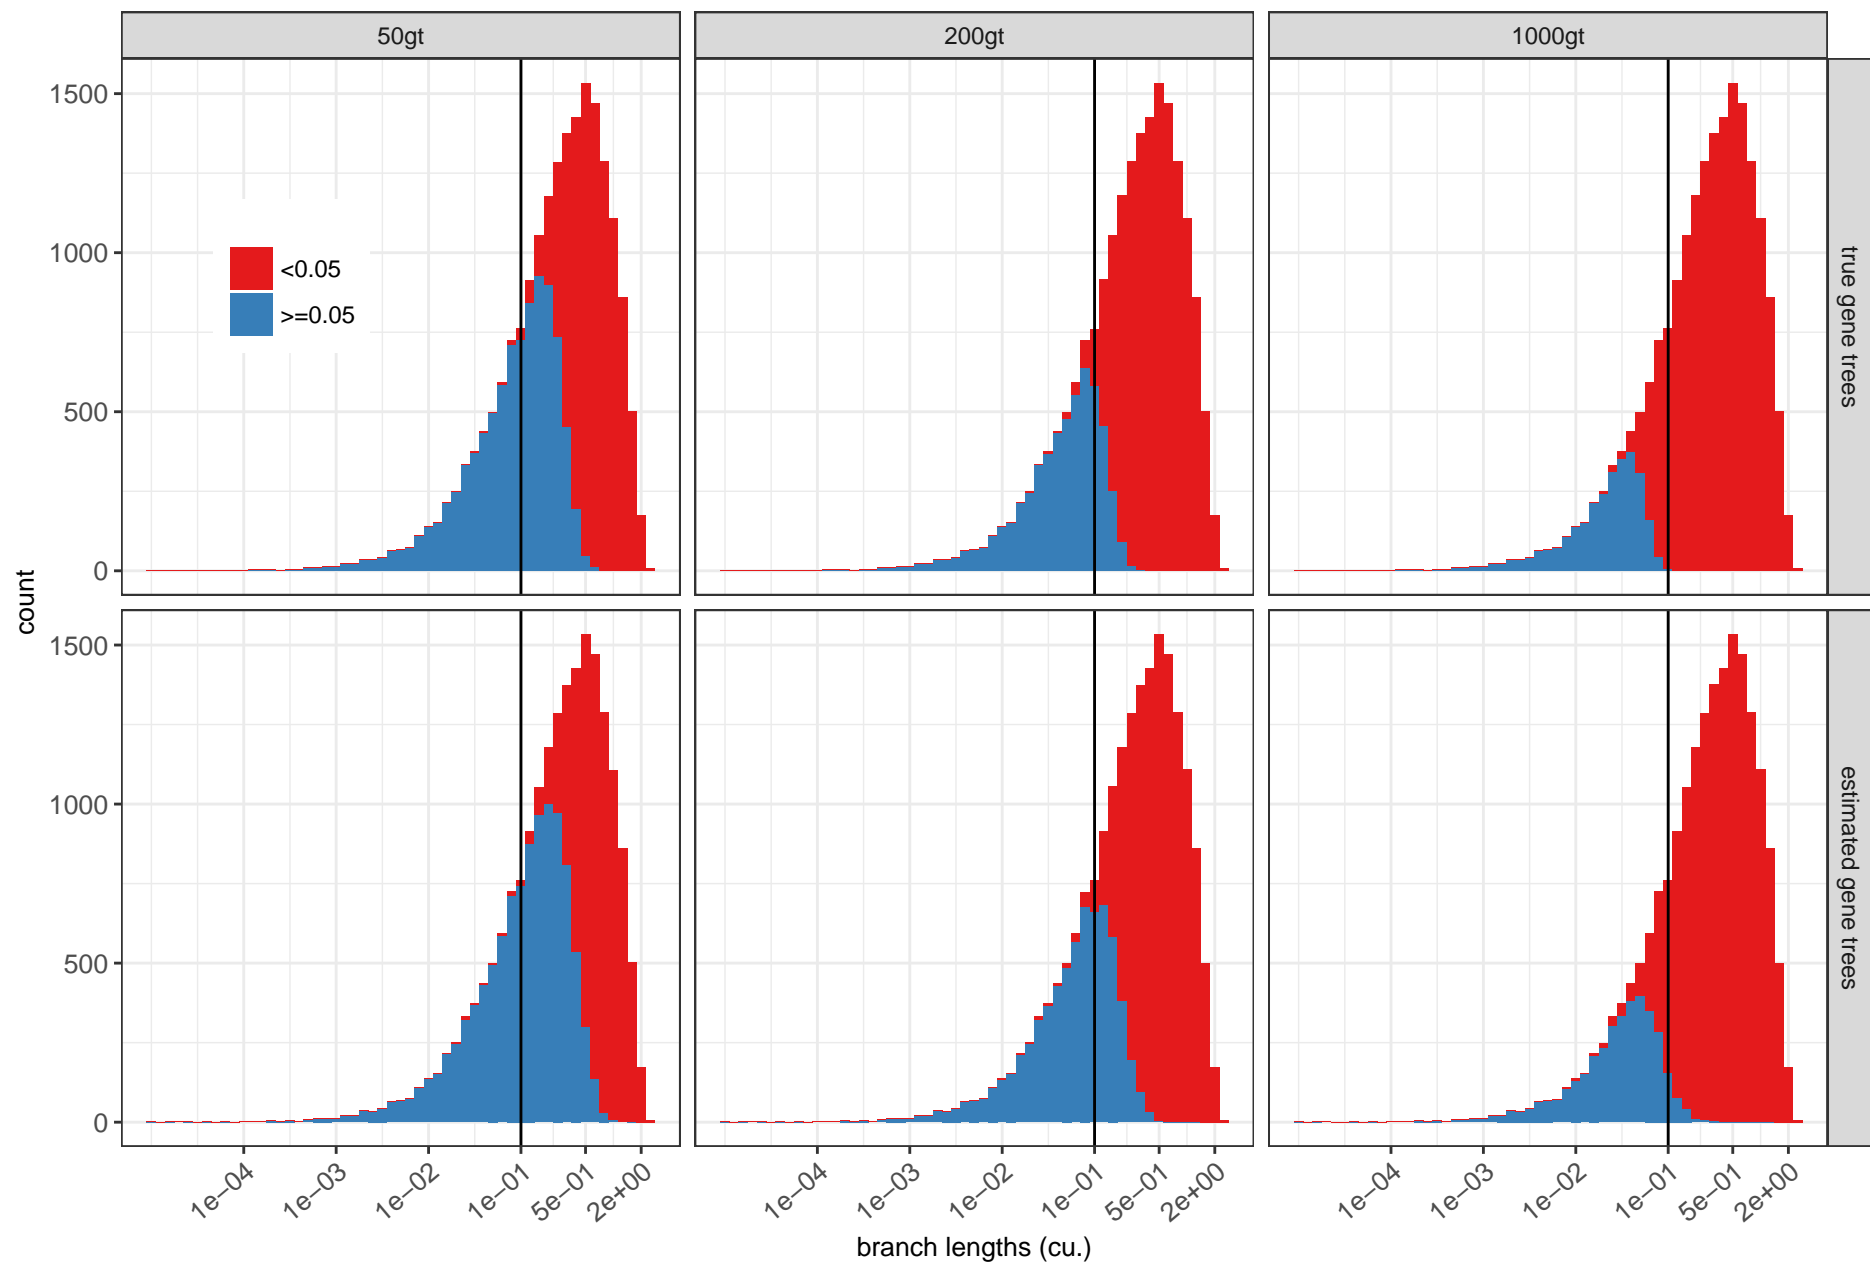 50gt
200gt
1000gt
1500
1000
500
0
<0.05
>=0.05
true gene trees
count
1500
1000
500
0
estimated gene trees
1e−04
1e−03
1e−02
1e−01
5e−01
2e+00
1e−04
1e−03
1e−02
1e−01
5e−01
2e+00
1e−04
1e−03
1e−02
1e−01
5e−01
2e+00
branch lengths (cu.)